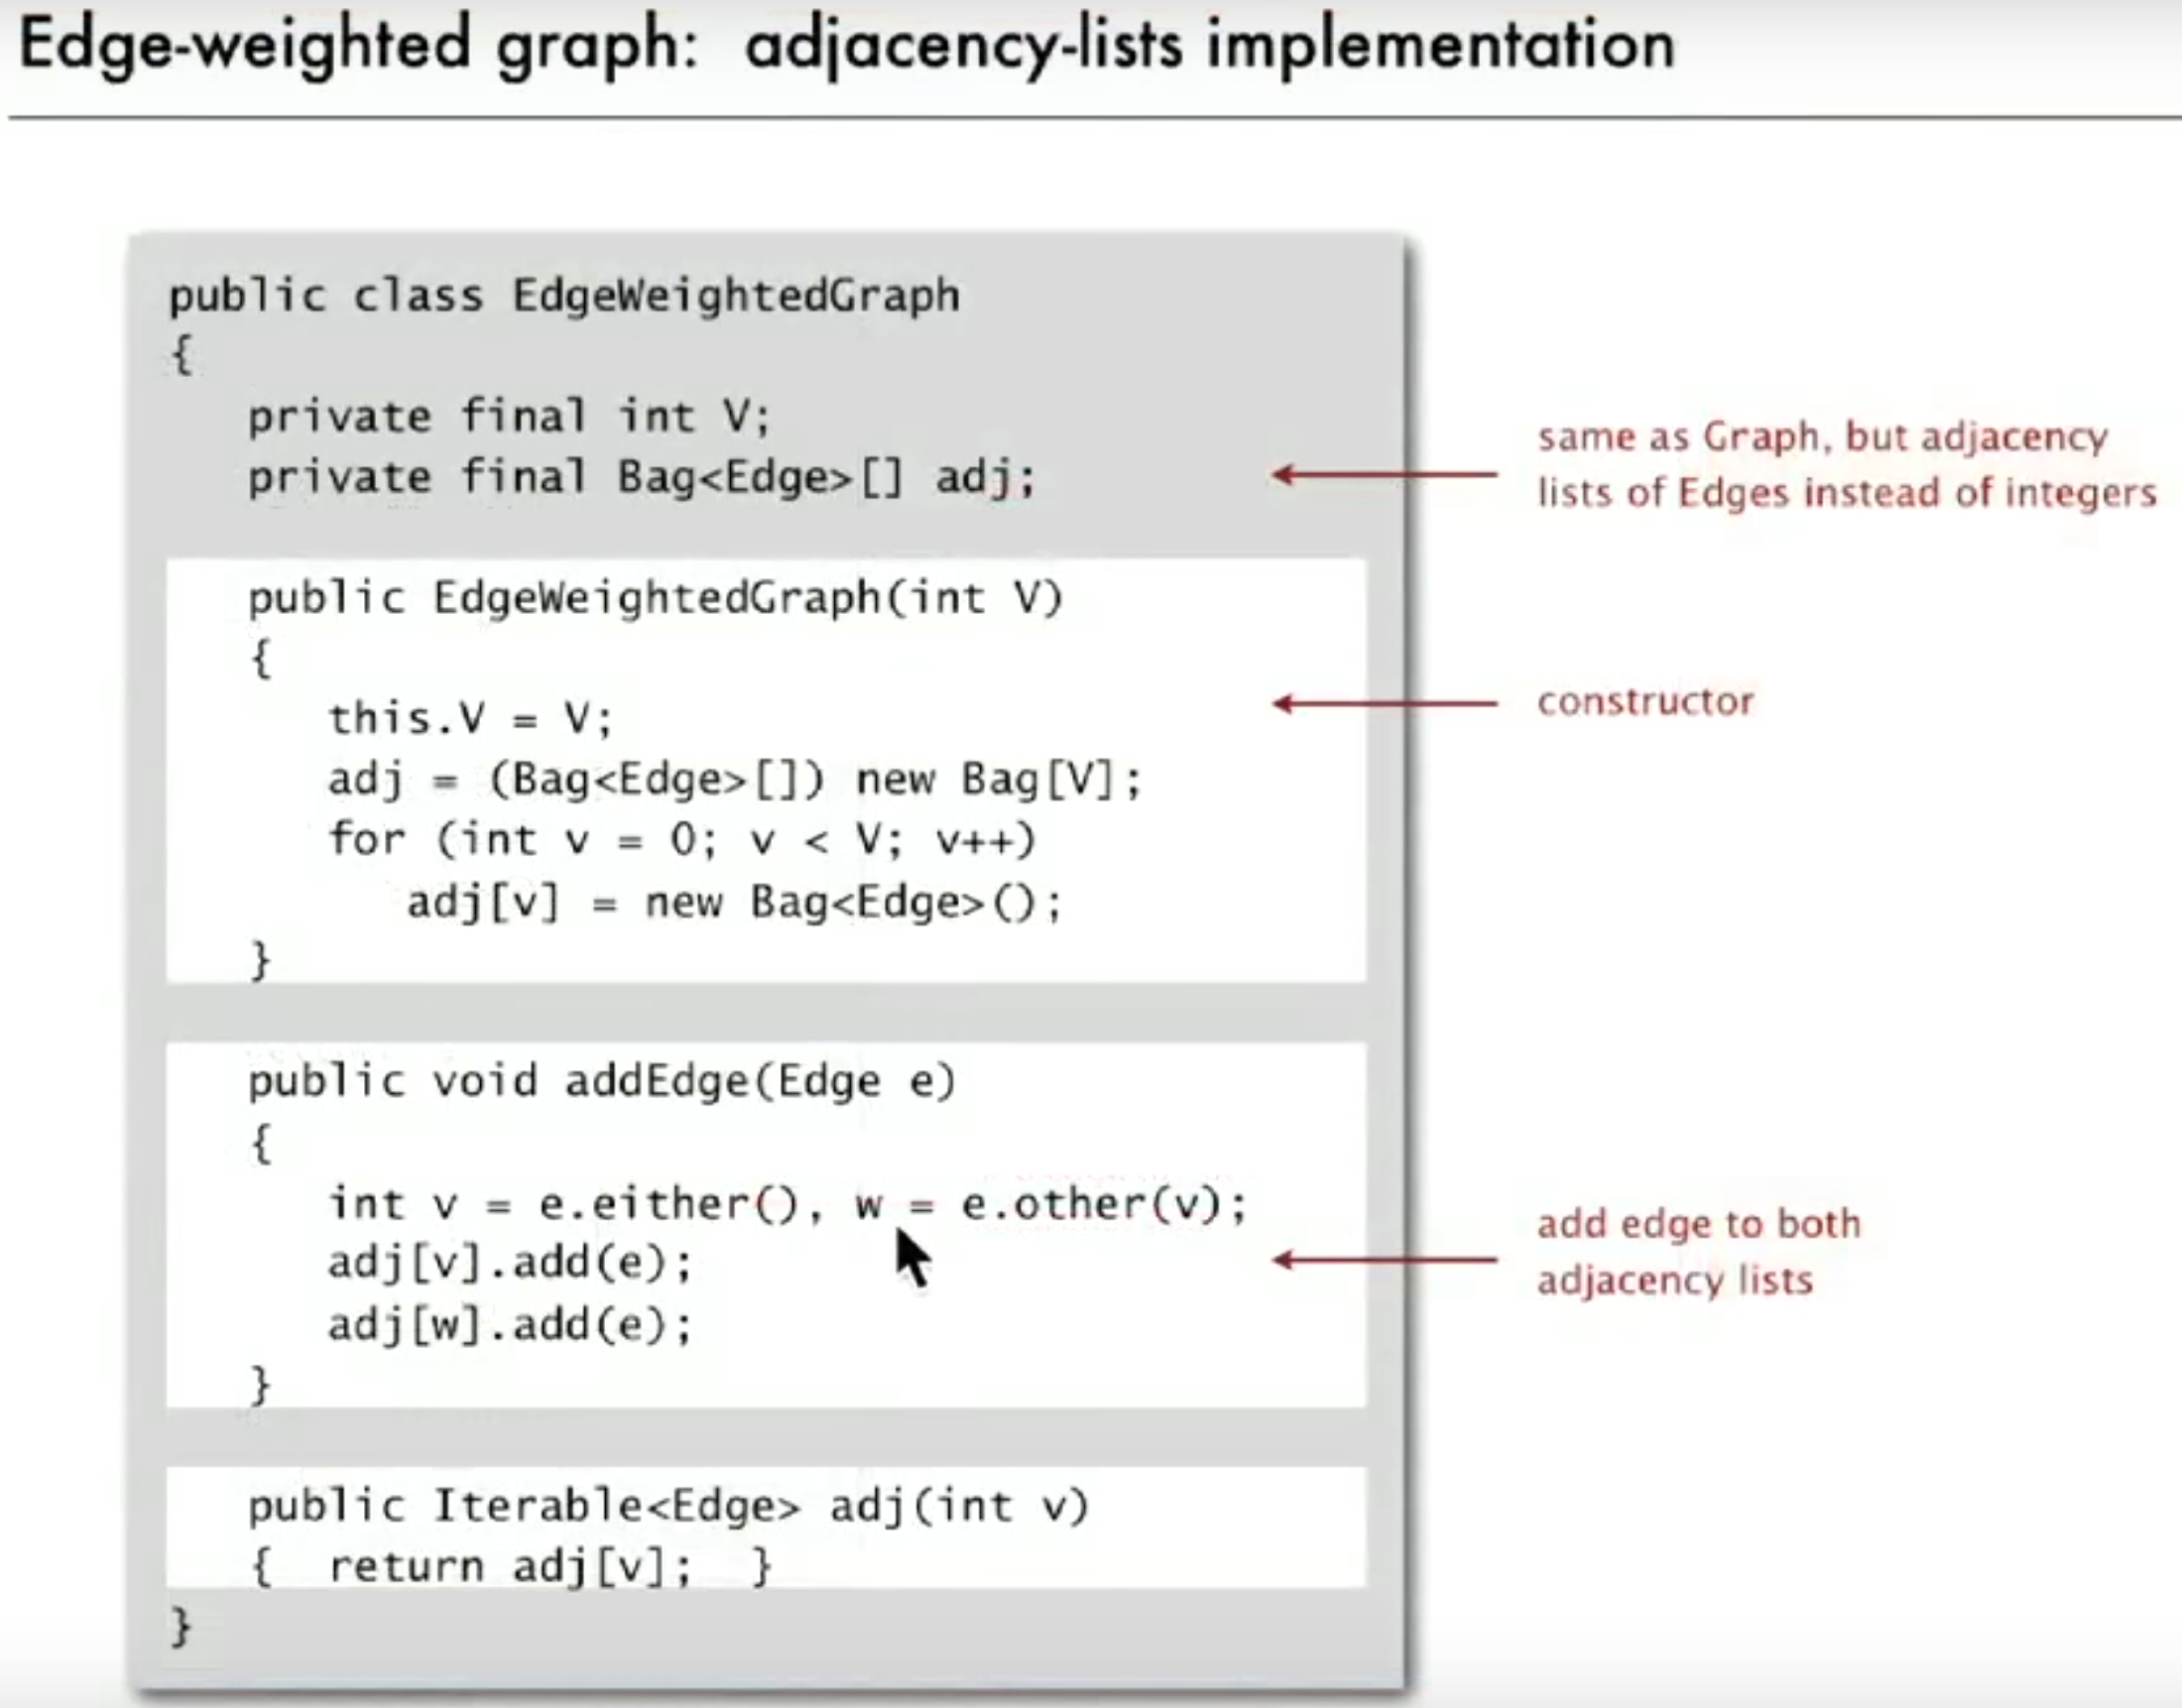 Edge-weighted graph: adjacency-lists implementation
public class EdgeWeightedGraph
{
private final int V;
private final Bag<Edge>[] adj;
same as Graph, but adjacency
lists of Edges instead of integers
public EdgeWeightedGraph(int V)
{
this.V = V;
adj = (Bag<Edge>[]) new Bag[V];
for (int v = 0; v < V; v++)
adj[v] = new Bag<Edge>();
}
constructor
public void addEdge(Edge e)
{
int v = e.either(), w = e.other(v);
adj[v].add(e);
adj[w].add(e);
}
add edge to both
adjacency lists
public Iterable<Edge> adj(int v)
{ return adj[v]; }
}